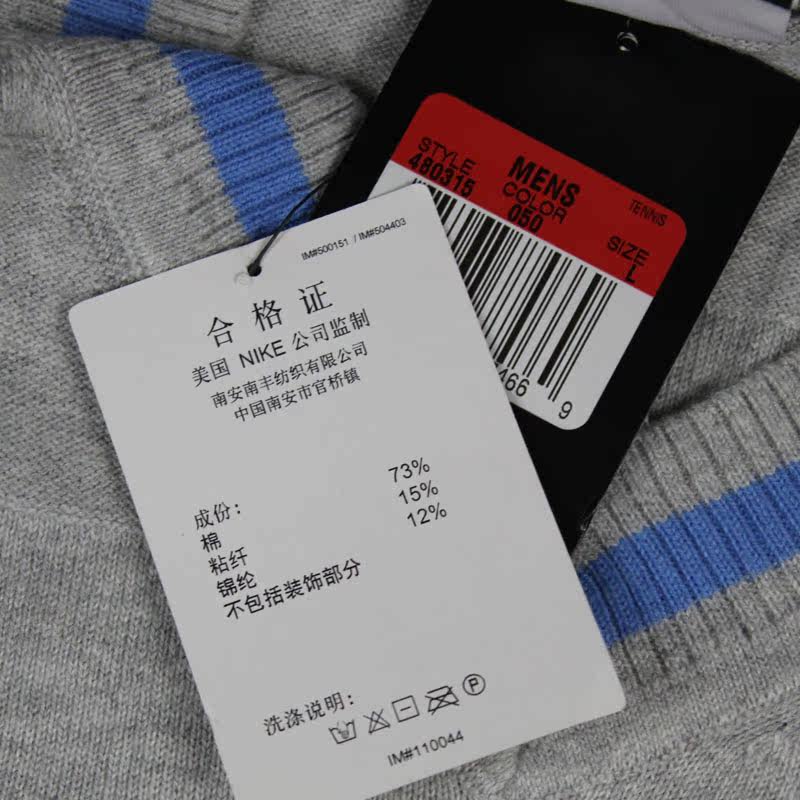 STYLE
480315
MENS
COLOR
050
TENNIS
SIZE
L
466
9
IM#500151 / IM#504403
合格证
美国 NIKE 公司监制
南安南丰纺织有限公司
中国南安市官桥镇
成份：
棉 73%
粘纤 15%
锦纶 12%
不包括装饰部分
洗涤说明：
P
IM#110044